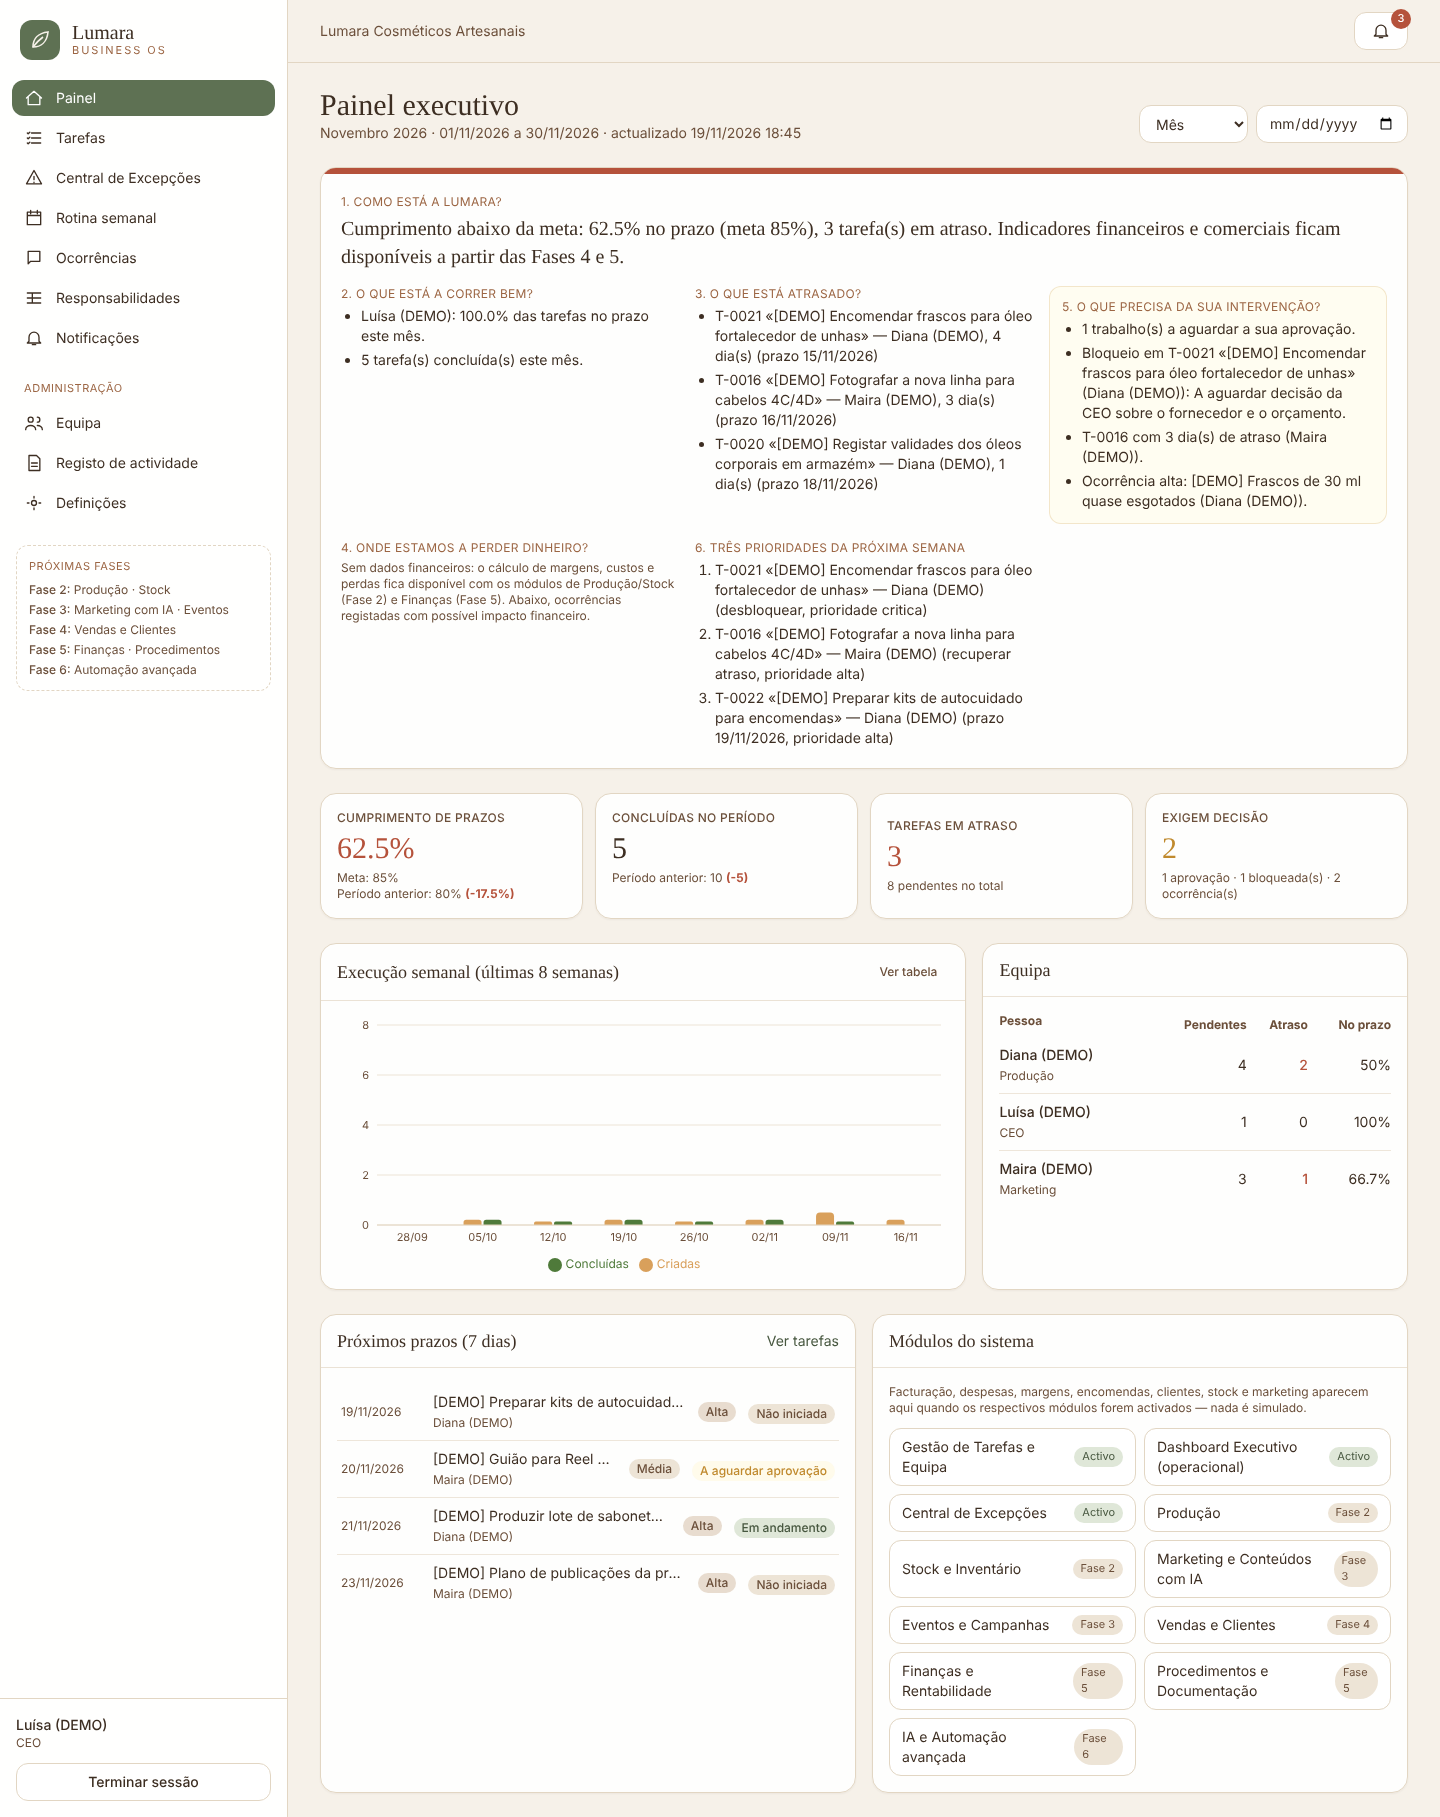 Lumara
BUSINESS OS
Painel
Tarefas
Central de Excepções
Rotina semanal
Ocorrências
Responsabilidades
Notificações
ADMINISTRAÇÃO
Equipa
Registo de actividade
Definições
PRÓXIMAS FASES
Fase 2: Produção · Stock
Fase 3: Marketing com IA · Eventos
Fase 4: Vendas e Clientes
Fase 5: Finanças · Procedimentos
Fase 6: Automação avançada
Luísa (DEMO)
CEO
Terminar sessão
Lumara Cosméticos Artesanais
3
Painel executivo
Novembro 2026 · 01/11/2026 a 30/11/2026 · actualizado 19/11/2026 18:45
Mês
mm/dd/yyyy
1. COMO ESTÁ A LUMARA?
Cumprimento abaixo da meta: 62.5% no prazo (meta 85%), 3 tarefa(s) em atraso. Indicadores financeiros e comerciais ficam
disponíveis a partir das Fases 4 e 5.
2. O QUE ESTÁ A CORRER BEM?
• Luísa (DEMO): 100.0% das tarefas no prazo
este mês.
• 5 tarefa(s) concluída(s) este mês.
3. O QUE ESTÁ ATRASADO?
• T-0021 «[DEMO] Encomendar frascos para óleo
fortalecedor de unhas» — Diana (DEMO), 4
dia(s) (prazo 15/11/2026)
• T-0016 «[DEMO] Fotografar a nova linha para
cabelos 4C/4D» — Maira (DEMO), 3 dia(s)
(prazo 16/11/2026)
• T-0020 «[DEMO] Registar validades dos óleos
corporais em armazém» — Diana (DEMO), 1
dia(s) (prazo 18/11/2026)
5. O QUE PRECISA DA SUA INTERVENÇÃO?
• 1 trabalho(s) a aguardar a sua aprovação.
• Bloqueio em T-0021 «[DEMO] Encomendar
frascos para óleo fortalecedor de unhas»
(Diana (DEMO)): A aguardar decisão da
CEO sobre o fornecedor e o orçamento.
• T-0016 com 3 dia(s) de atraso (Maira
(DEMO)).
• Ocorrência alta: [DEMO] Frascos de 30 ml
quase esgotados (Diana (DEMO)).
4. ONDE ESTAMOS A PERDER DINHEIRO?
Sem dados financeiros: o cálculo de margens, custos e
perdas fica disponível com os módulos de Produção/Stock
(Fase 2) e Finanças (Fase 5). Abaixo, ocorrências
registadas com possível impacto financeiro.
6. TRÊS PRIORIDADES DA PRÓXIMA SEMANA
1. T-0021 «[DEMO] Encomendar frascos para óleo
fortalecedor de unhas» — Diana (DEMO)
(desbloquear, prioridade critica)
2. T-0016 «[DEMO] Fotografar a nova linha para
cabelos 4C/4D» — Maira (DEMO) (recuperar
atraso, prioridade alta)
3. T-0022 «[DEMO] Preparar kits de autocuidado
para encomendas» — Diana (DEMO) (prazo
19/11/2026, prioridade alta)
CUMPRIMENTO DE PRAZOS
62.5%
Meta: 85%
Período anterior: 80% (-17.5%)
CONCLUÍDAS NO PERÍODO
5
Período anterior: 10 (-5)
TAREFAS EM ATRASO
3
8 pendentes no total
EXIGEM DECISÃO
2
1 aprovação · 1 bloqueada(s) · 2
ocorrência(s)
Execução semanal (últimas 8 semanas)
Ver tabela
8
6
4
2
0
28/09 05/10 12/10 19/10 26/10 02/11 09/11 16/11
Concluídas Criadas
Equipa
Pessoa Pendentes Atraso No prazo
Diana (DEMO) 4 2 50%
Produção
Luísa (DEMO) 1 0 100%
CEO
Maira (DEMO) 3 1 66.7%
Marketing
Próximos prazos (7 dias)
Ver tarefas
19/11/2026 [DEMO] Preparar kits de autocuidad... Alta Não iniciada
Diana (DEMO)
20/11/2026 [DEMO] Guião para Reel ... Média A aguardar aprovação
Maira (DEMO)
21/11/2026 [DEMO] Produzir lote de sabonet... Alta Em andamento
Diana (DEMO)
23/11/2026 [DEMO] Plano de publicações da pr... Alta Não iniciada
Maira (DEMO)
Módulos do sistema
Facturação, despesas, margens, encomendas, clientes, stock e marketing aparecem
aqui quando os respectivos módulos forem activados — nada é simulado.
Gestão de Tarefas e
Equipa
Activo
Dashboard Executivo
(operacional)
Activo
Central de Excepções
Activo
Produção
Fase 2
Stock e Inventário
Fase 2
Marketing e Conteúdos
com IA
Fase
3
Eventos e Campanhas
Fase 3
Vendas e Clientes
Fase 4
Finanças e
Rentabilidade
Fase
5
Procedimentos e
Documentação
Fase
5
IA e Automação
avançada
Fase
6